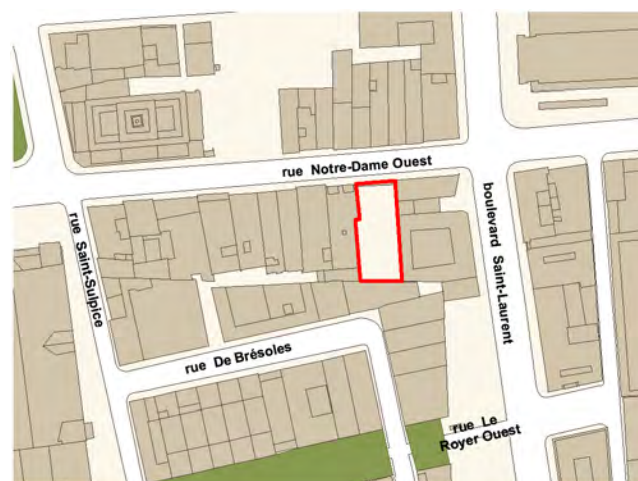 rue Notre-Dame Ouest
boulevard Saint-Laurent
rue Saint-Sulpice
rue De Brésoles
rue Le
Royer Ouest